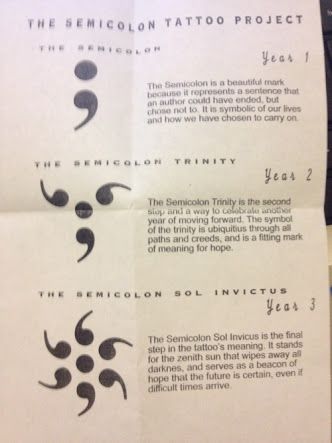 THE SEMICOLON TATTOO PROJECT
THE SEMICOLON
Year 1
The Semicolon is a beautiful mark
because it represents a sentence that
an author could have ended, but
chose not to. It is symbolic of our lives
and how we have chosen to carry on.
THE SEMICOLON TRINITY
Year 2
The Semicolon Trinity is the second
step and a way to celebrate another
year of moving forward. The symbol
of the trinity is ubiquitius through all
paths and creeds, and is a fitting mark
of meaning for hope.
THE SEMICOLON SOL INVICTUS
Year 3
The Semicolon Sol Invicus is the final
step in the tattoo's meaning. It stands
for the zenith sun that wipes away all
darknes, and serves as a beacon of
hope that the future is certain, even if
difficult times arrive.